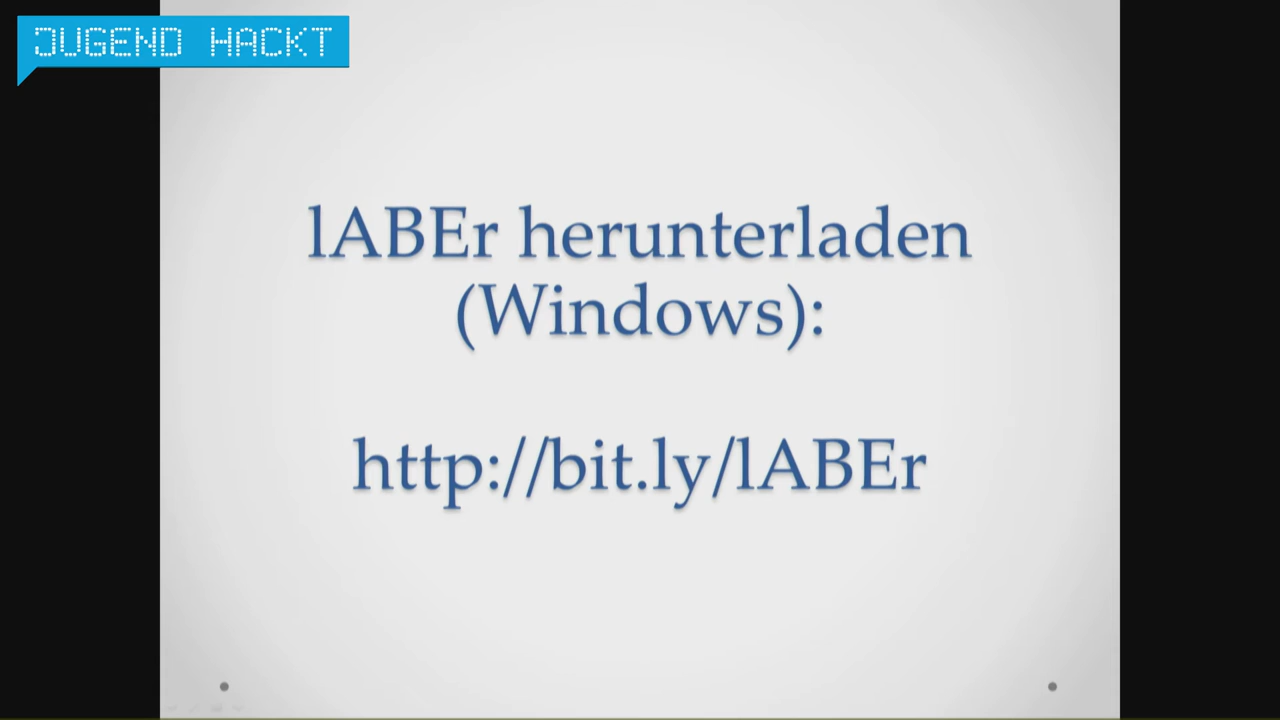 JUGEND HACKT
lABEr herunterladen
(Windows):
http://bit.ly/lABEr